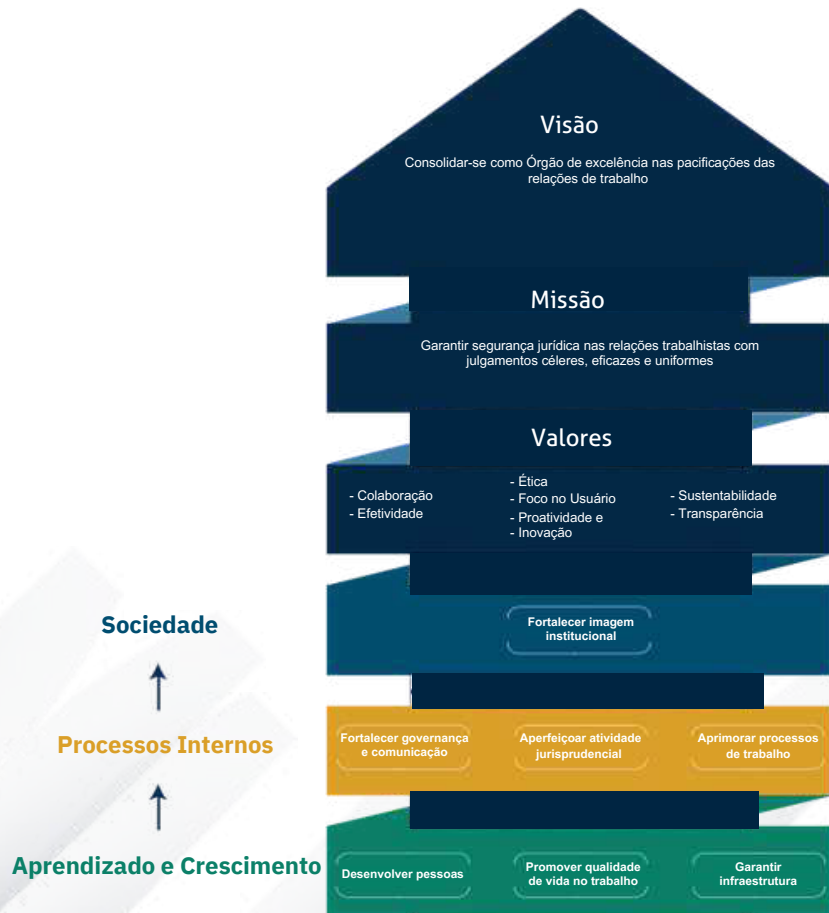 Visão
Consolidar-se como Órgão de excelência nas pacificações das
relações de trabalho
Missão
Garantir segurança jurídica nas relações trabalhistas com
julgamentos céleres, eficazes e uniformes
Valores
- Colaboração
- Efetividade
- Ética
- Foco no Usuário
- Proatividade e
- Inovação
- Sustentabilidade
- Transparência
Sociedade
Fortalecer imagem
institucional
Processos Internos
Fortalecer governança
e comunicação
Aperfeiçoar atividade
jurisprudencial
Aprimorar processos
de trabalho
Aprendizado e Crescimento
Desenvolver pessoas
Promover qualidade
de vida no trabalho
Garantir
infraestrutura